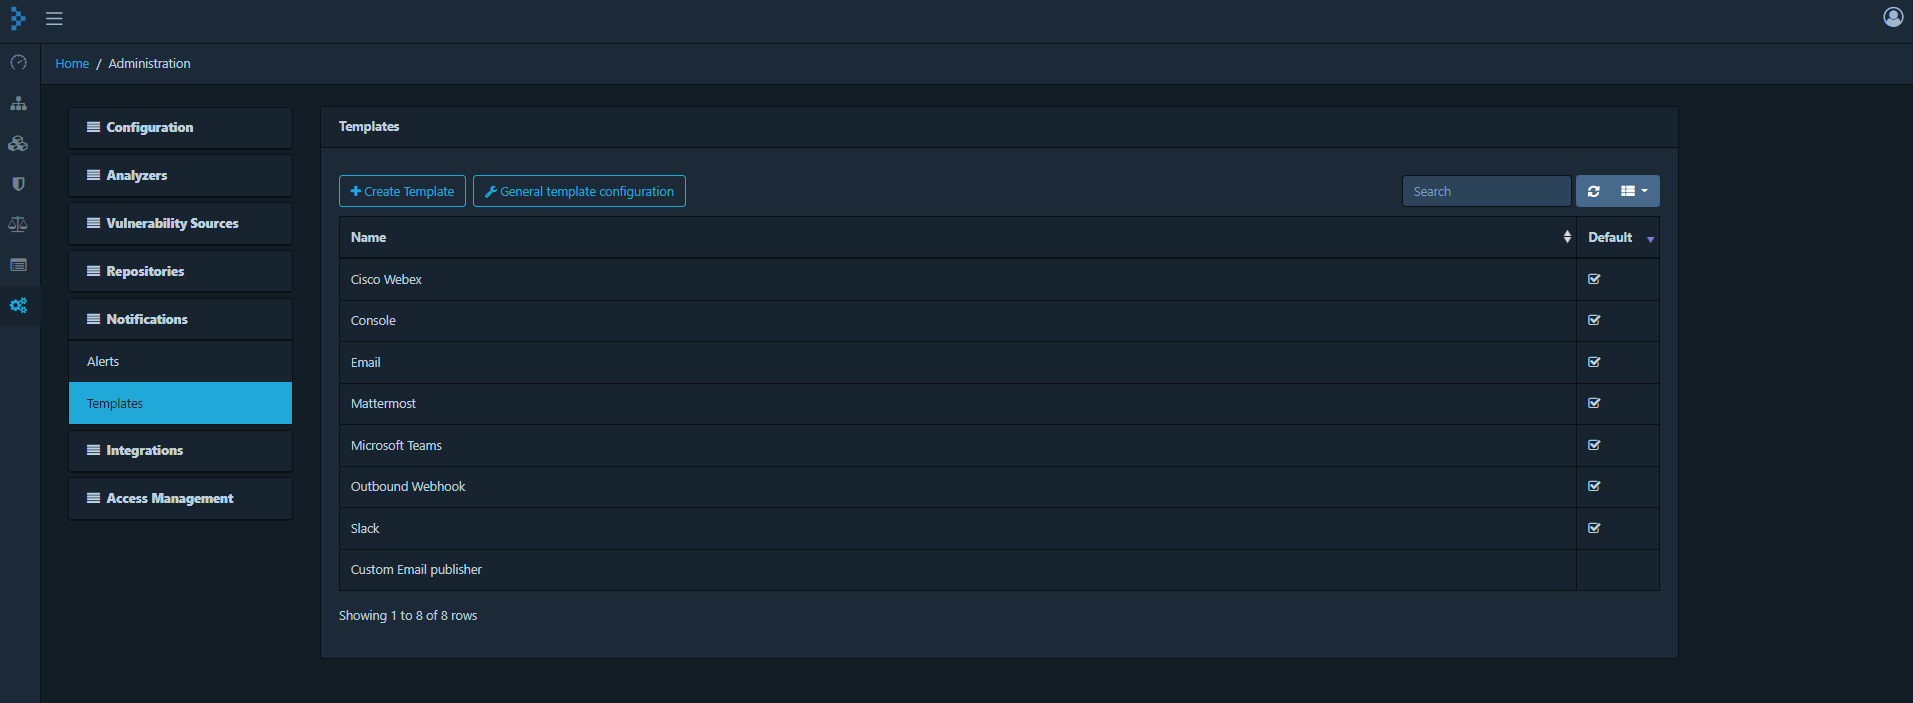 Home / Administration
Configuration
Analyzers
Vulnerability Sources
Repositories
Notifications
Alerts
Templates
Integrations
Access Management
Templates
Create Template
General template configuration
Search
Name
Default
Cisco Webex
Console
Email
Mattermost
Microsoft Teams
Outbound Webhook
Slack
Custom Email publisher
Showing 1 to 8 of 8 rows